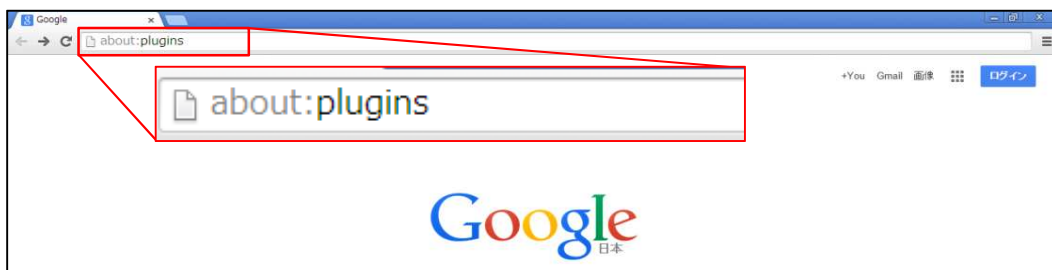 Google
about:plugins
+You Gmail 画像 ログイン
about:plugins
Google
日本